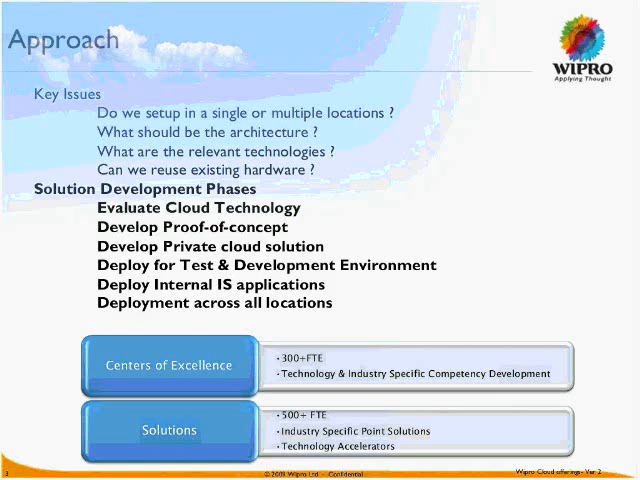 Approach
WIPRO
Applying Thought
Key Issues
Do we setup in a single or multiple locations ?
What should be the architecture ?
What are the relevant technologies ?
Can we reuse existing hardware ?
Solution Development Phases
Evaluate Cloud Technology
Develop Proof-of-concept
Develop Private cloud solution
Deploy for Test & Development Environment
Deploy Internal IS applications
Deployment across all locations
Centers of Excellence
•300+FTE
•Technology & Industry Specific Competency Development
Solutions
•500+ FTE
•Industry Specific Point Solutions
•Technology Accelerators
3
© 2009 Wipro Ltd - Confidential
Wipro Cloud offerings- Ver 2